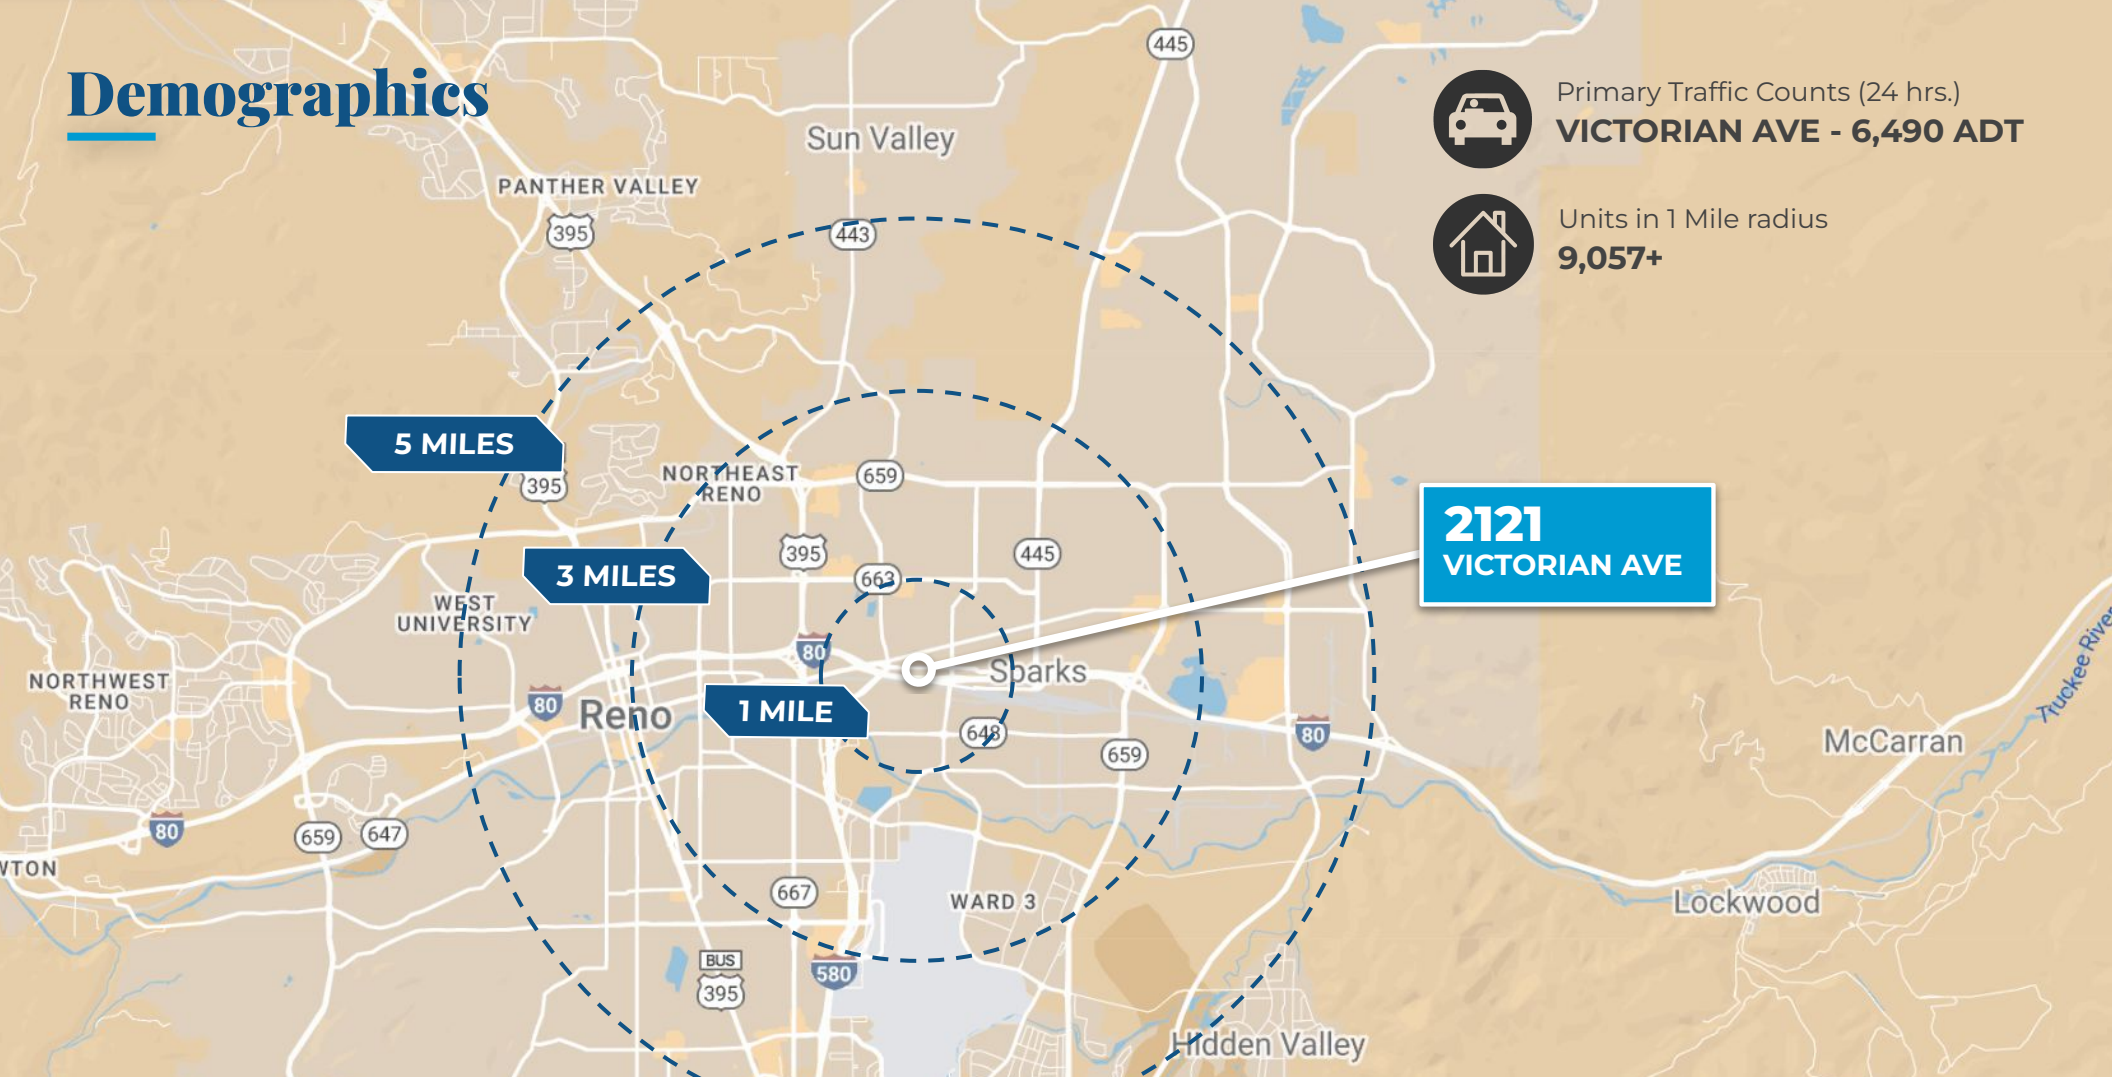 Demographics
Primary Traffic Counts (24 hrs.)
VICTORIAN AVE - 6,490 ADT
Units in 1 Mile radius
9,057+
445
Sun Valley
PANTHER VALLEY
395
443
5 MILES
395
NORTHEAST
RENO
659
2121
VICTORIAN AVE
395
445
3 MILES
663
WEST
UNIVERSITY
80
Sparks
NORTHWEST
RENO
80
Reno
1 MILE
648
659
80
McCarran
Truckee River
80
659
647
WTON
667
WARD 3
Lockwood
BUS
395
580
Hidden Valley